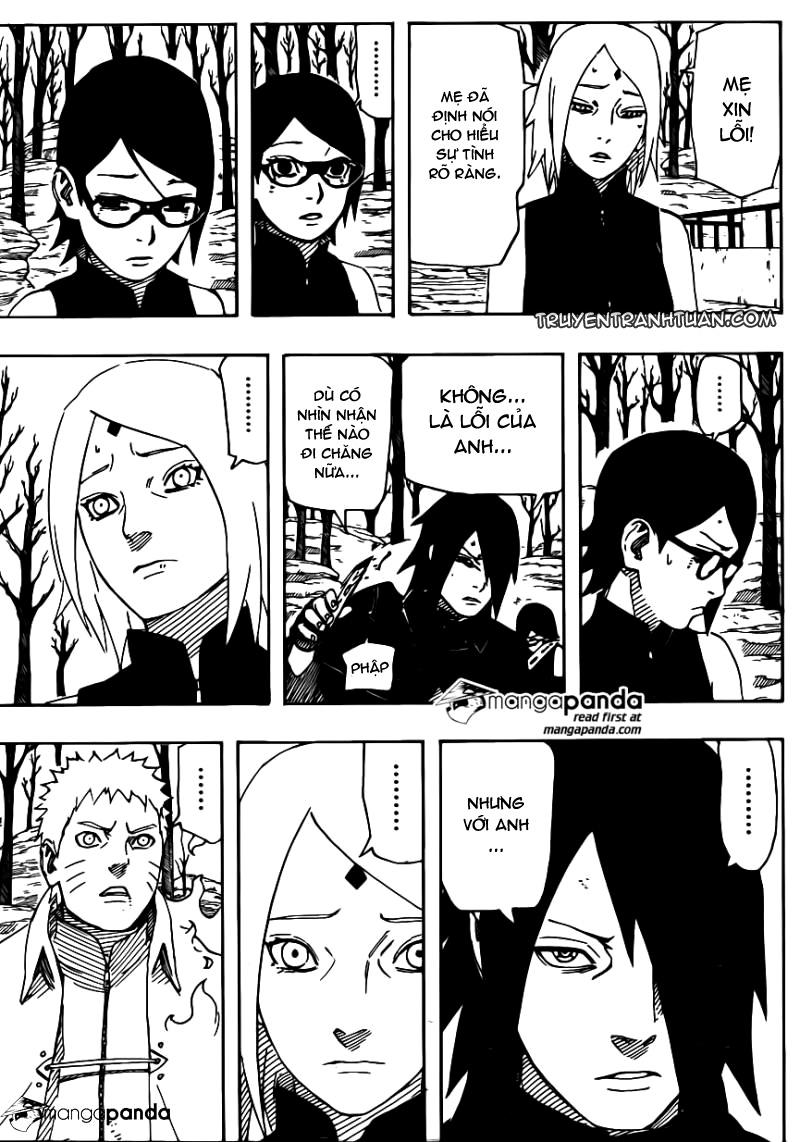 MẸ
XIN
LỖI!
MẸ ĐÃ
ĐỊNH NÓI
CHO HIỂU
SỰ TÌNH
RÕ RÀNG.
.........
TRUYENTRANHTUAN.COM
KHÔNG...
LÀ LỖI CỦA
ANH...
DÙ CÓ
NHÌN NHẬN
THẾ NÀO
ĐI CHĂNG
NỮA...
PHẬP
.........
.........
mangapanda
read first at
mangapanda.com
.........
NHƯNG
VỚI ANH
...
.........
.........
mangapanda